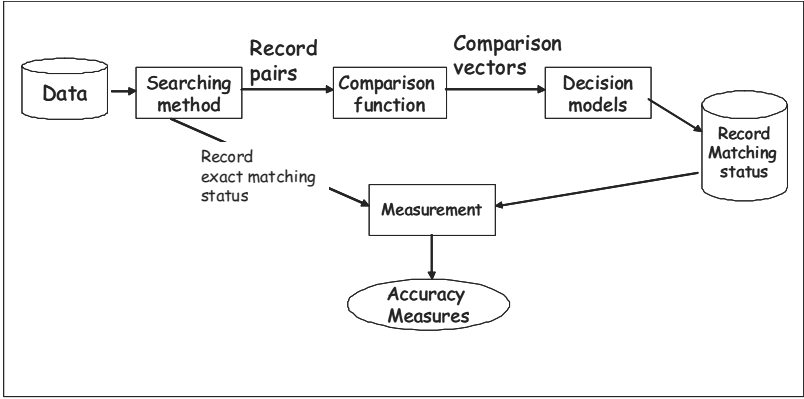 Data
Searching
method
Record
pairs
Comparison
function
Comparison
vectors
Decision
models
Record
Matching
status
Record
exact matching
status
Measurement
Accuracy
Measures